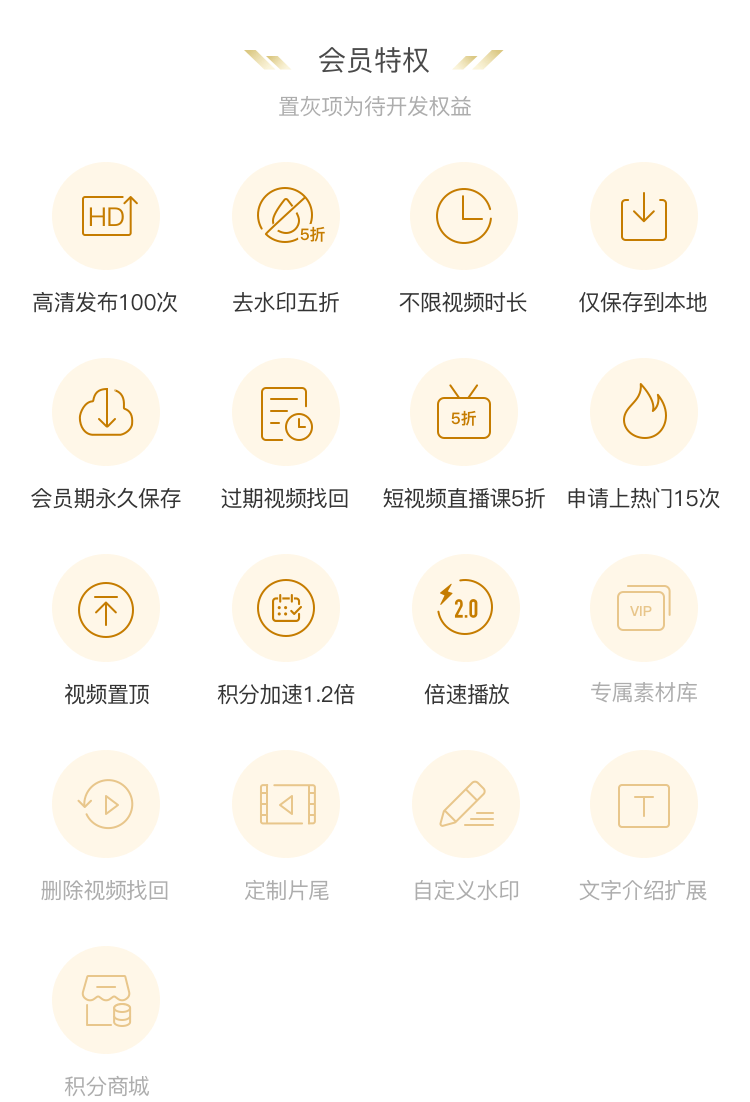 会员特权
置灰项为待开发权益
HD
5折
高清发布100次
去水印五折
不限视频时长
仅保存到本地
5折
会员期永久保存
过期视频找回
短视频直播课5折
申请上热门15次
2.0
VIP
视频置顶
积分加速1.2倍
倍速播放
专属素材库
T
删除视频找回
定制片尾
自定义水印
文字介绍扩展
积分商城